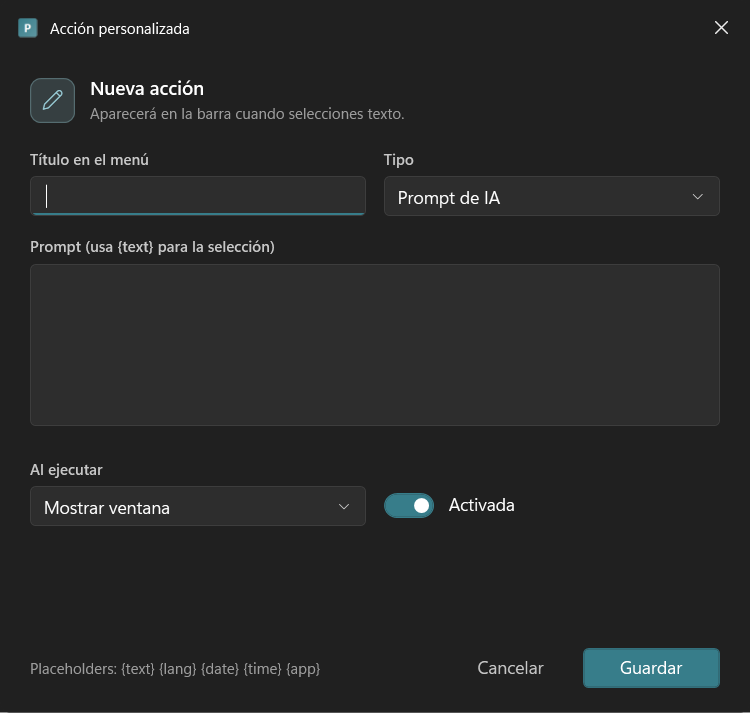 P Acción personalizada
Nueva acción
Aparecerá en la barra cuando selecciones texto.
Título en el menú
Tipo
Prompt de IA
Prompt (usa {text} para la selección)
Al ejecutar
Mostrar ventana
Activada
Placeholders: {text} {lang} {date} {time} {app}
Cancelar
Guardar